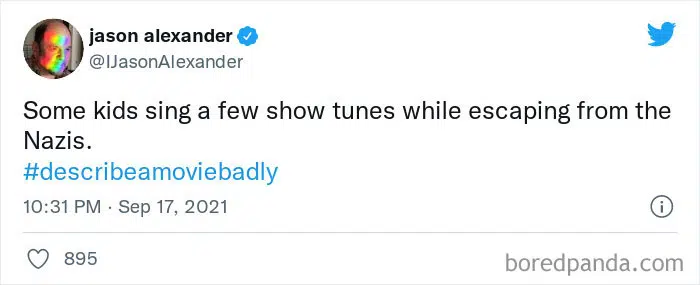 jason alexander
@IJasonAlexander
Some kids sing a few show tunes while escaping from the
Nazis.
#describeamoviebadly
10:31 PM · Sep 17, 2021
895
boredpanda.com